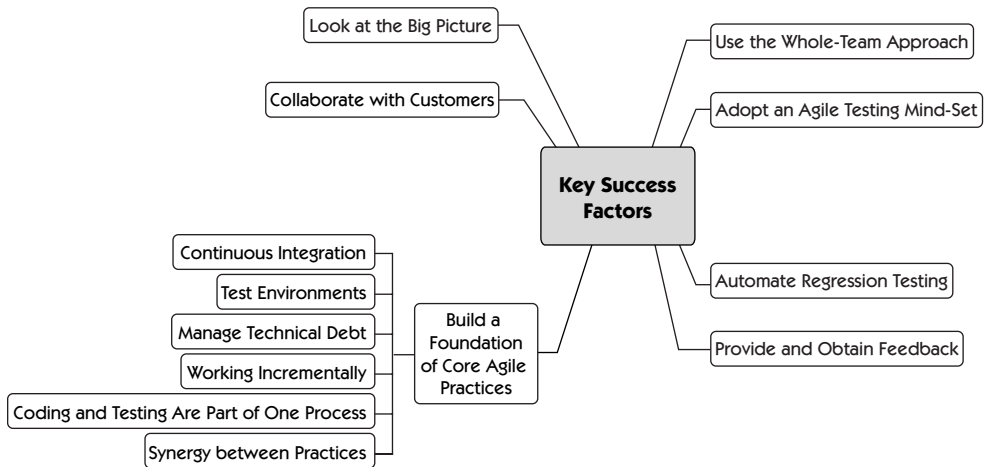 Look at the Big Picture
Use the Whole-Team Approach
Collaborate with Customers
Adopt an Agile Testing Mind-Set
Key Success
Factors
Continuous Integration
Test Environments
Manage Technical Debt
Working Incrementally
Coding and Testing Are Part of One Process
Synergy between Practices
Build a
Foundation
of Core Agile
Practices
Automate Regression Testing
Provide and Obtain Feedback